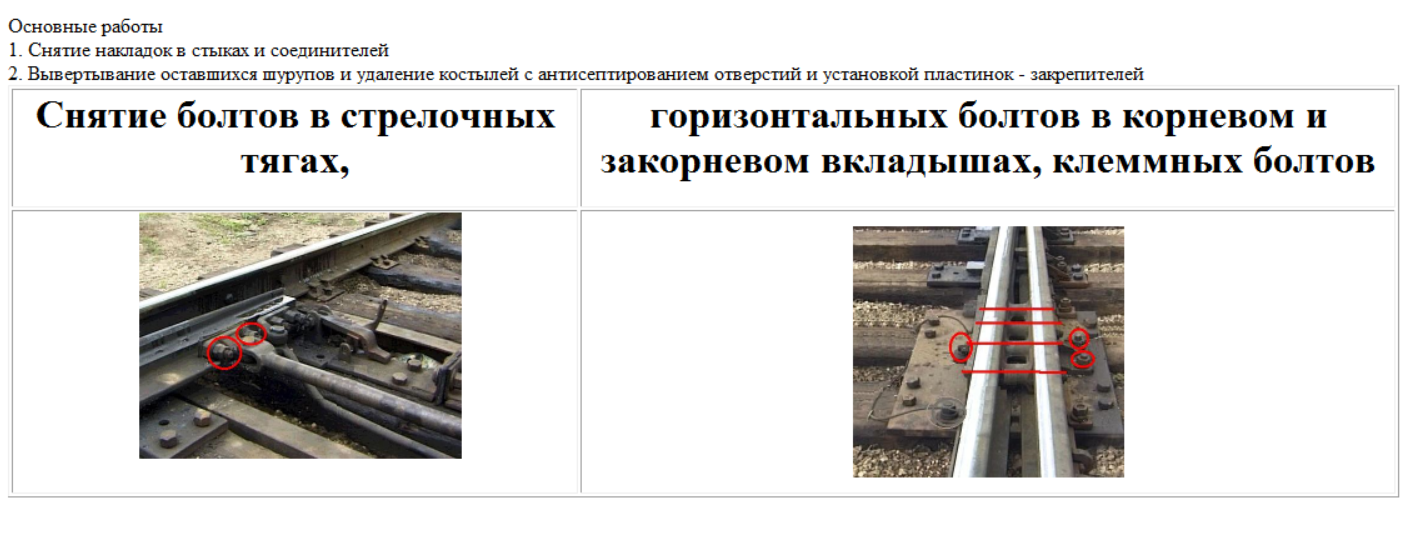 Основные работы
1. Снятие накладок в стыках и соединителей
2. Вывертывание оставшихся шурупов и удаление костылей с антисептированием отверстий и установкой пластинок - закрепителей
Снятие болтов в стрелочных
тягах,
горизонтальных болтов в корневом и
закорневом вкладышах, клеммных болтов